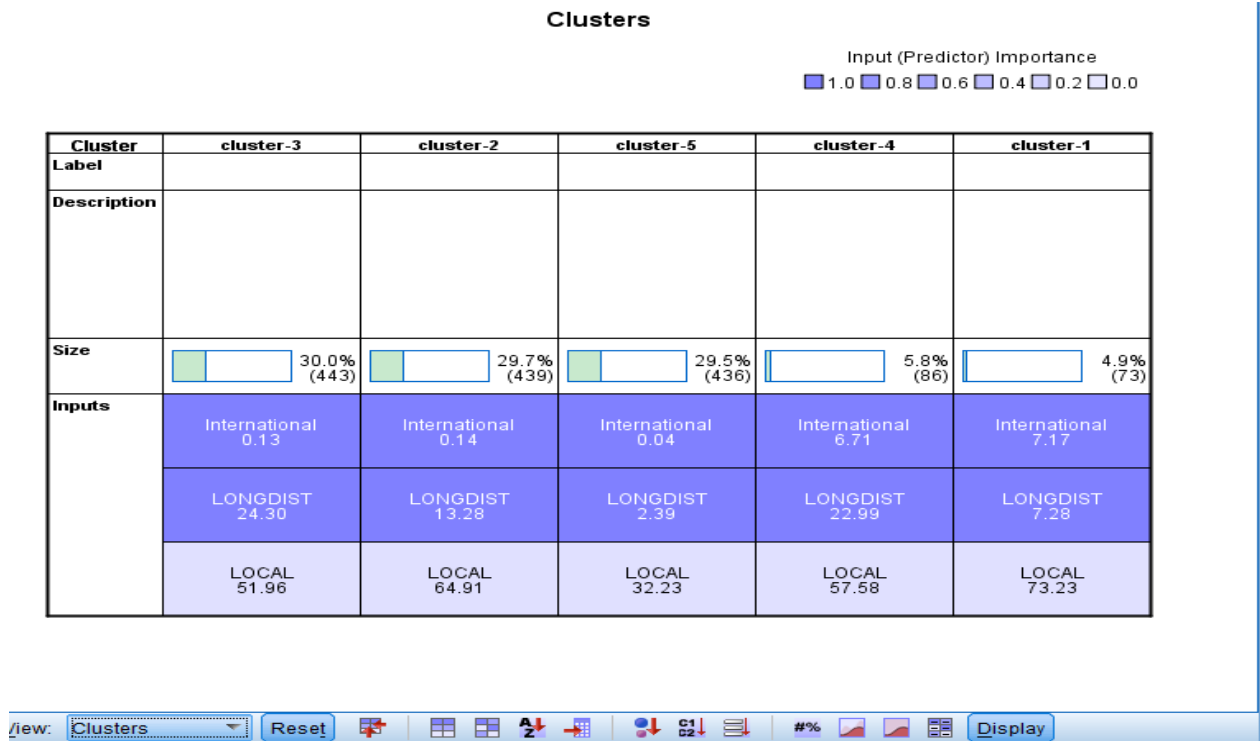 Clusters
Input (Predictor) Importance
1.0 0.8 0.6 0.4 0.2 0.0
Cluster cluster-3 cluster-2 cluster-5 cluster-4 cluster-1
Label
Description
Size 30.0% 29.7% 29.5% 5.8% 4.9%
(443) (439) (436) (86) (73)
Inputs
International International International International International
0.13 0.14 0.04 6.71 7.17
LONGDIST LONGDIST LONGDIST LONGDIST LONGDIST
24.30 13.28 2.39 22.99 7.28
LOCAL LOCAL LOCAL LOCAL LOCAL
51.96 64.91 32.23 57.58 73.23
View: Clusters Reset A Z C1 C2 #% Display